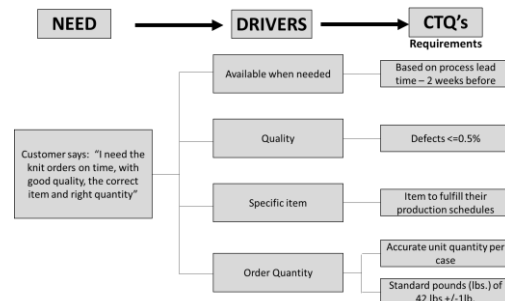 NEED
DRIVERS
CTQ's
Requirements
Available when needed
Based on process lead
time – 2 weeks before
Customer says: "I need the
knit orders on time, with
good quality, the correct
item and right quantity"
Quality
Defects <=0.5%
Specific item
Item to fulfill their
production schedules
Order Quantity
Accurate unit quantity per
case
Standard pounds (lbs.) of
42 lbs +/-1lb.